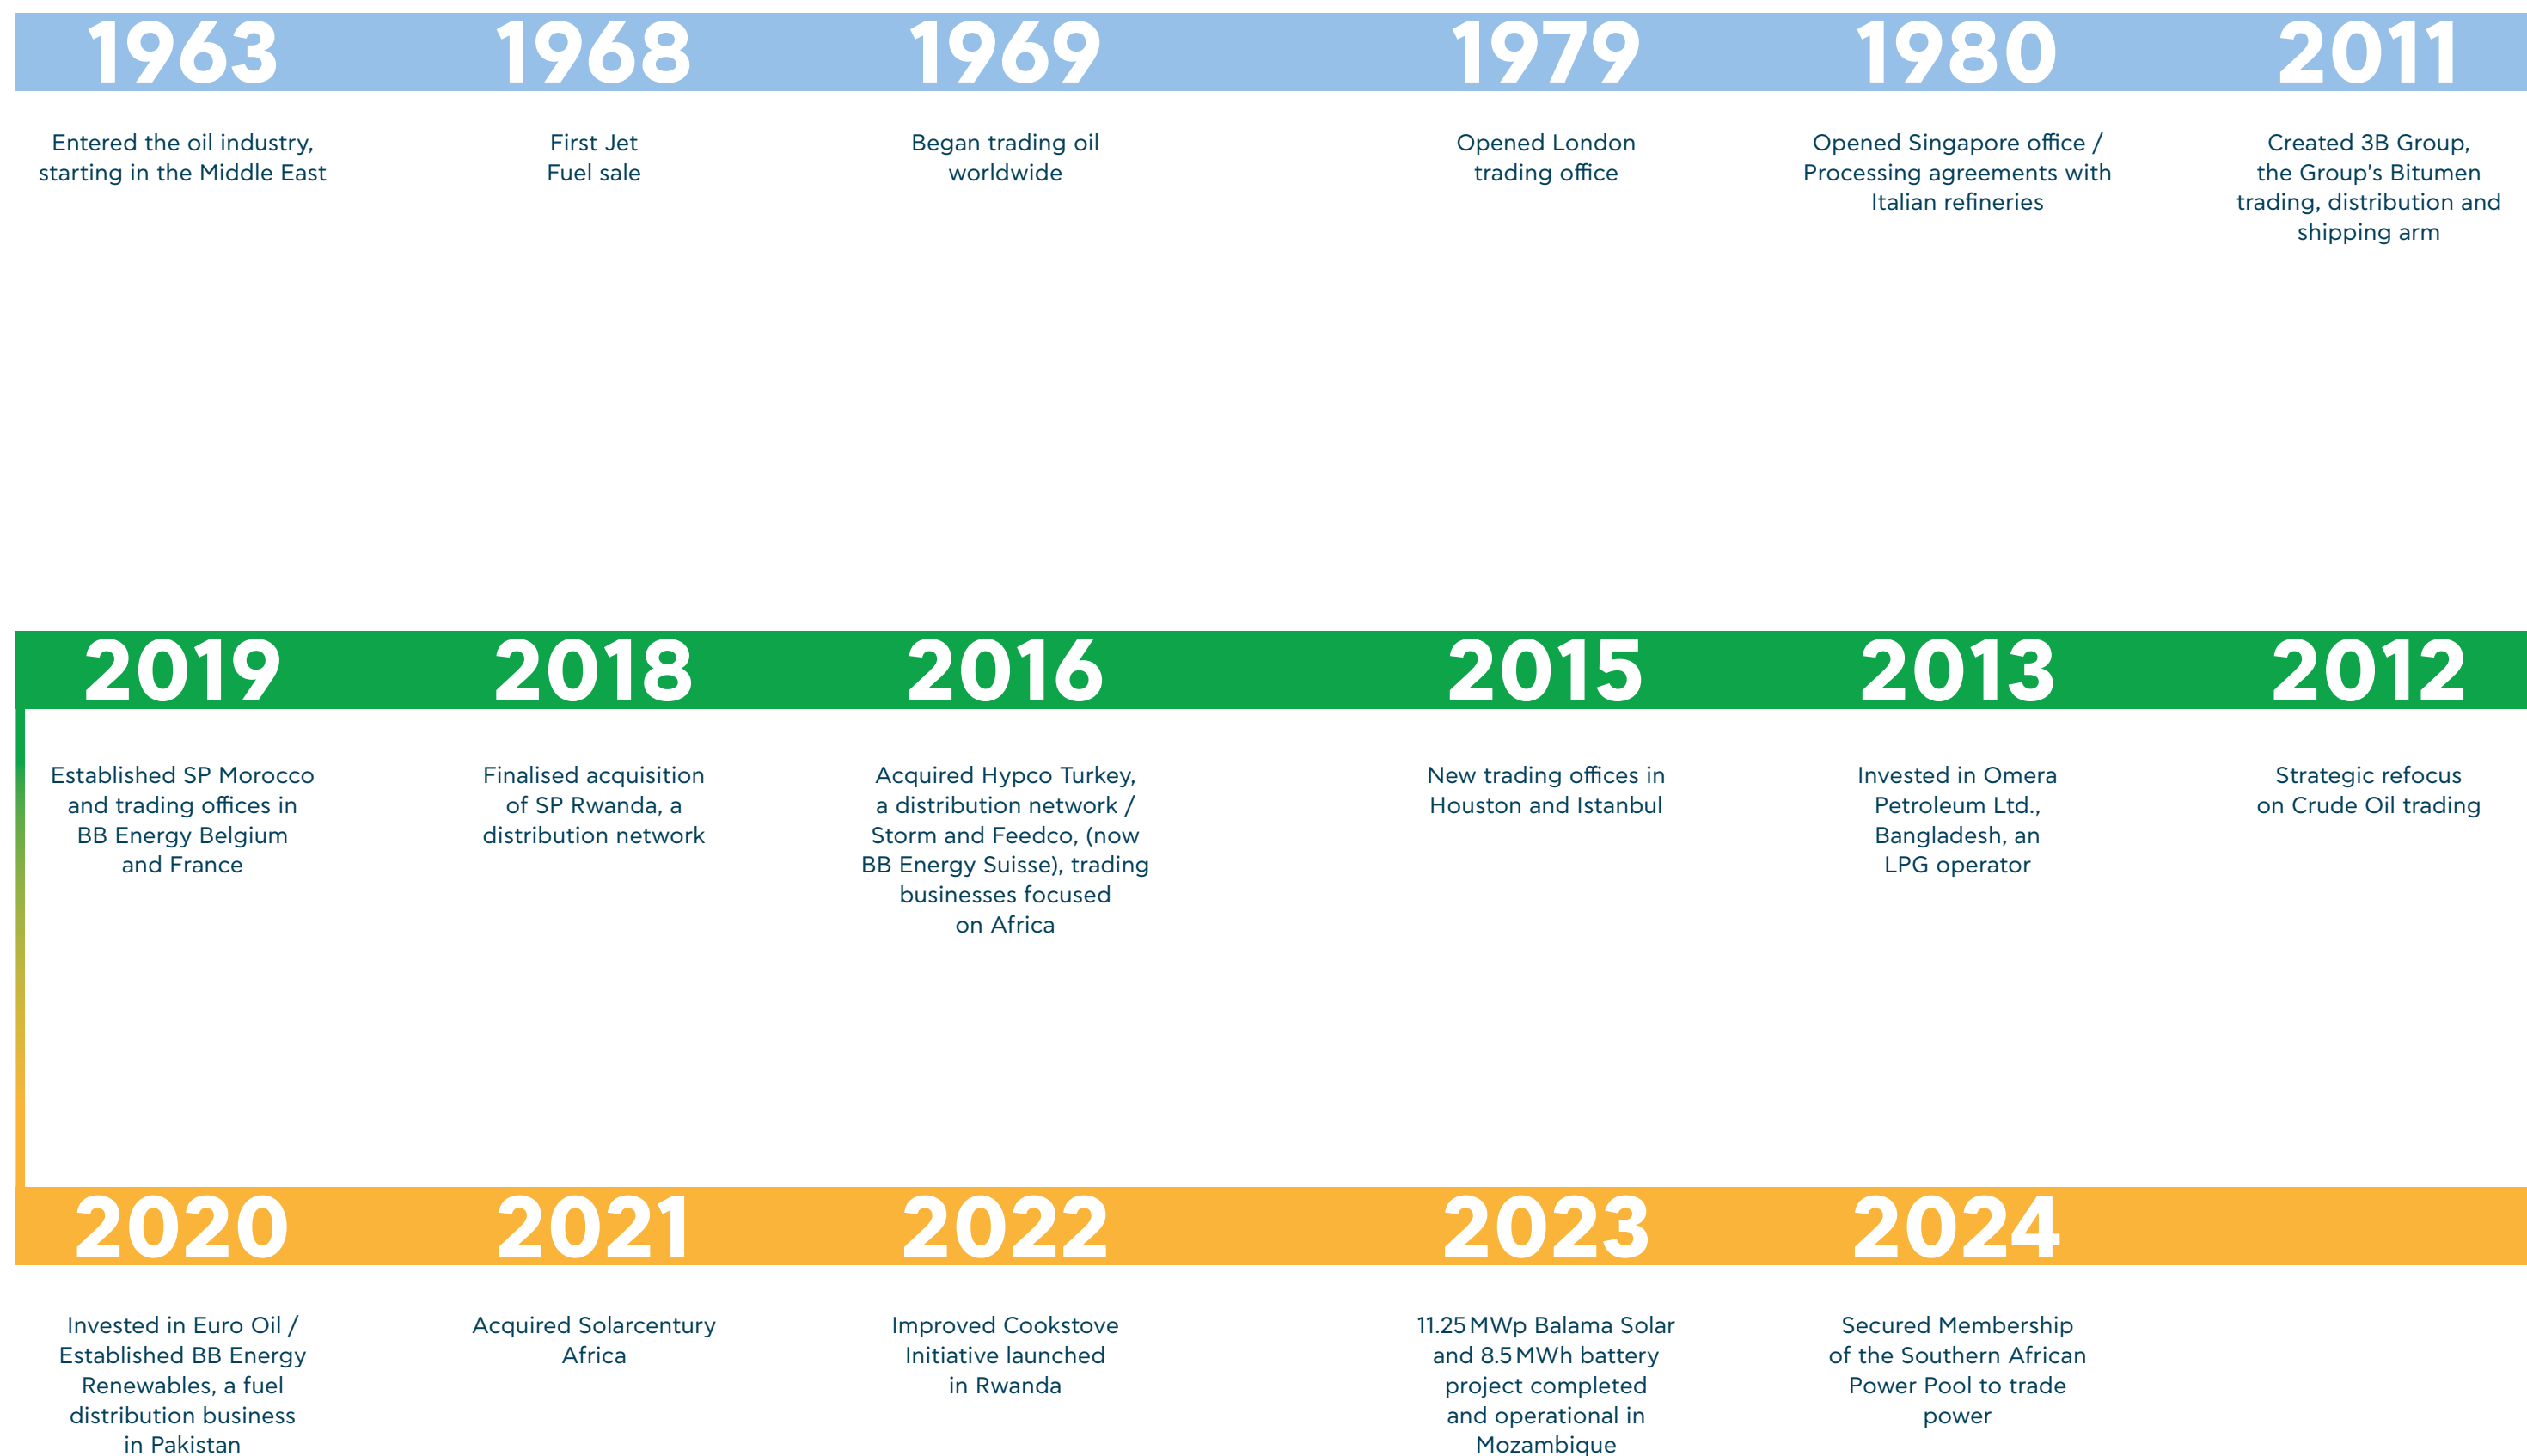 1963
Entered the oil industry,
starting in the Middle East
1968
First Jet
Fuel sale
1969
Began trading oil
worldwide
1979
Opened London
trading office
1980
Opened Singapore office /
Processing agreements with
Italian refineries
2011
Created 3B Group,
the Group's Bitumen
trading, distribution and
shipping arm
2019
Established SP Morocco
and trading offices in
BB Energy Belgium
and France
2018
Finalised acquisition
of SP Rwanda, a
distribution network
2016
Acquired Hypco Turkey,
a distribution network /
Storm and Feedco, (now
BB Energy Suisse), trading
businesses focused
on Africa
2015
New trading offices in
Houston and Istanbul
2013
Invested in Omera
Petroleum Ltd.,
Bangladesh, an
LPG operator
2012
Strategic refocus
on Crude Oil trading
2020
Invested in Euro Oil /
Established BB Energy
Renewables, a fuel
distribution business
in Pakistan
2021
Acquired Solarcentury
Africa
2022
Improved Cookstove
Initiative launched
in Rwanda
2023
11.25 MWp Balama Solar
and 8.5 MWh battery
project completed
and operational in
Mozambique
2024
Secured Membership
of the Southern African
Power Pool to trade
power